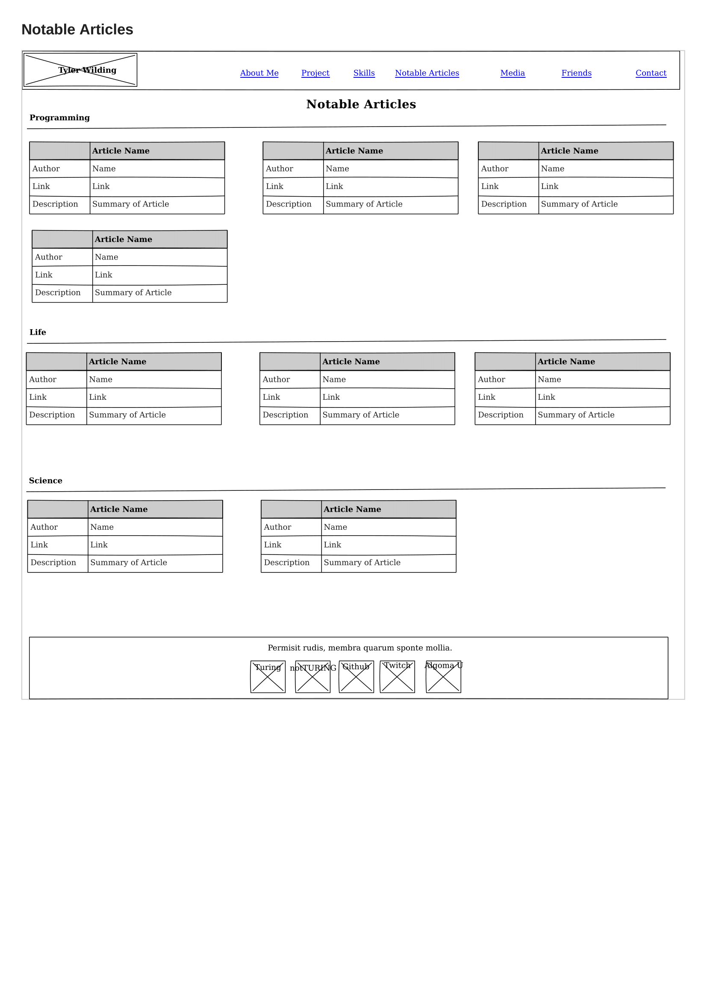 Notable Articles
Tyler Wilding
About Me Project Skills Notable Articles Media Friends Contact
Notable Articles
Programming
Article Name Article Name Article Name
Author Name Author Name Author Name
Link Link Link Link Link Link
Description Summary of Article Description Summary of Article Description Summary of Article
Article Name
Author Name
Link Link
Description Summary of Article
Life
Article Name Article Name Article Name
Author Name Author Name Author Name
Link Link Link Link Link Link
Description Summary of Article Description Summary of Article Description Summary of Article
Science
Article Name Article Name
Author Name Author Name
Link Link Link Link
Description Summary of Article Description Summary of Article
Permisit rudis, membra quarum sponte mollia.
Turing notTURING Github Twitch Algoma U